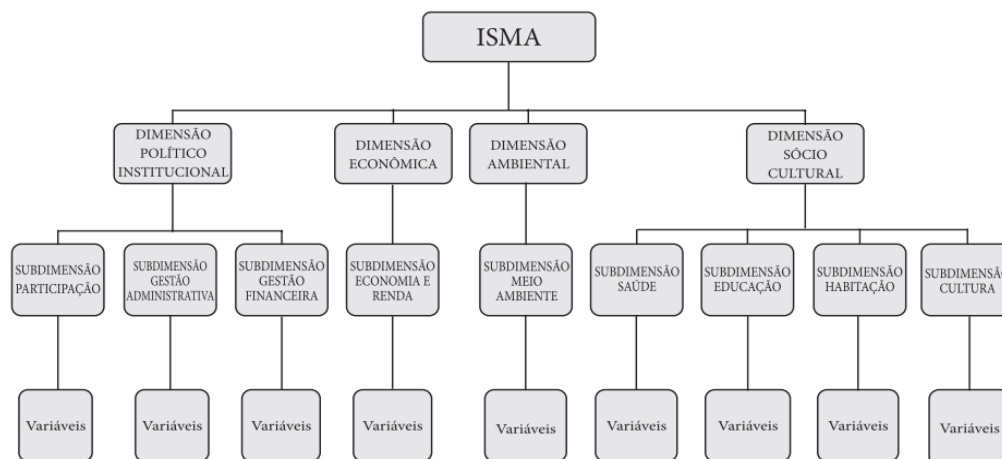 ISMA
DIMENSÃO
POLÍTICO
INSTITUCIONAL
DIMENSÃO
ECONÔMICA
DIMENSÃO
AMBIENTAL
DIMENSÃO
SÓCIO
CULTURAL
SUBDIMENSÃO
PARTICIPAÇÃO
SUBDIMENSÃO
GESTÃO
ADMINISTRATIVA
SUBDIMENSÃO
GESTÃO
FINANCEIRA
SUBDIMENSÃO
ECONOMIA E
RENDA
SUBDIMENSÃO
MEIO
AMBIENTE
SUBDIMENSÃO
SAÚDE
SUBDIMENSÃO
EDUCAÇÃO
SUBDIMENSÃO
HABITAÇÃO
SUBDIMENSÃO
CULTURA
Variáveis
Variáveis
Variáveis
Variáveis
Variáveis
Variáveis
Variáveis
Variáveis
Variáveis